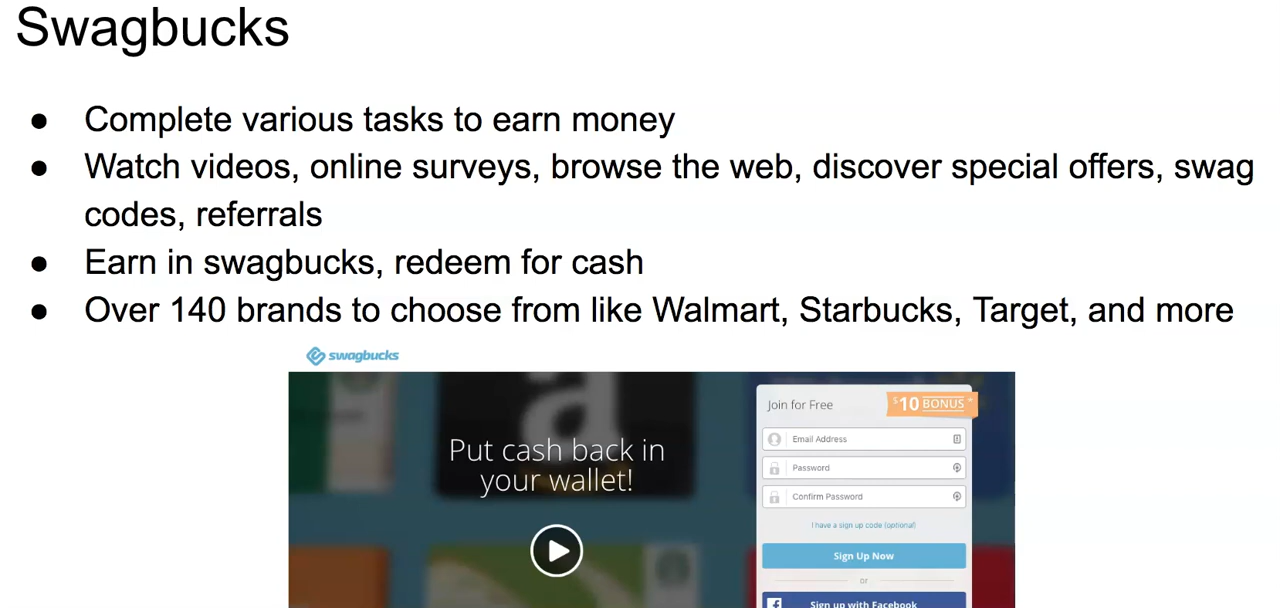 Swagbucks
● Complete various tasks to earn money
● Watch videos, online surveys, browse the web, discover special offers, swag
codes, referrals
● Earn in swagbucks, redeem for cash
● Over 140 brands to choose from like Walmart, Starbucks, Target, and more
swagbucks
Put cash back in
your wallet!
Join for Free
$10 BONUS*
Email Address
Password
Confirm Password
I have a sign up code (optional)
Sign Up Now
or
Sign up with Facebook